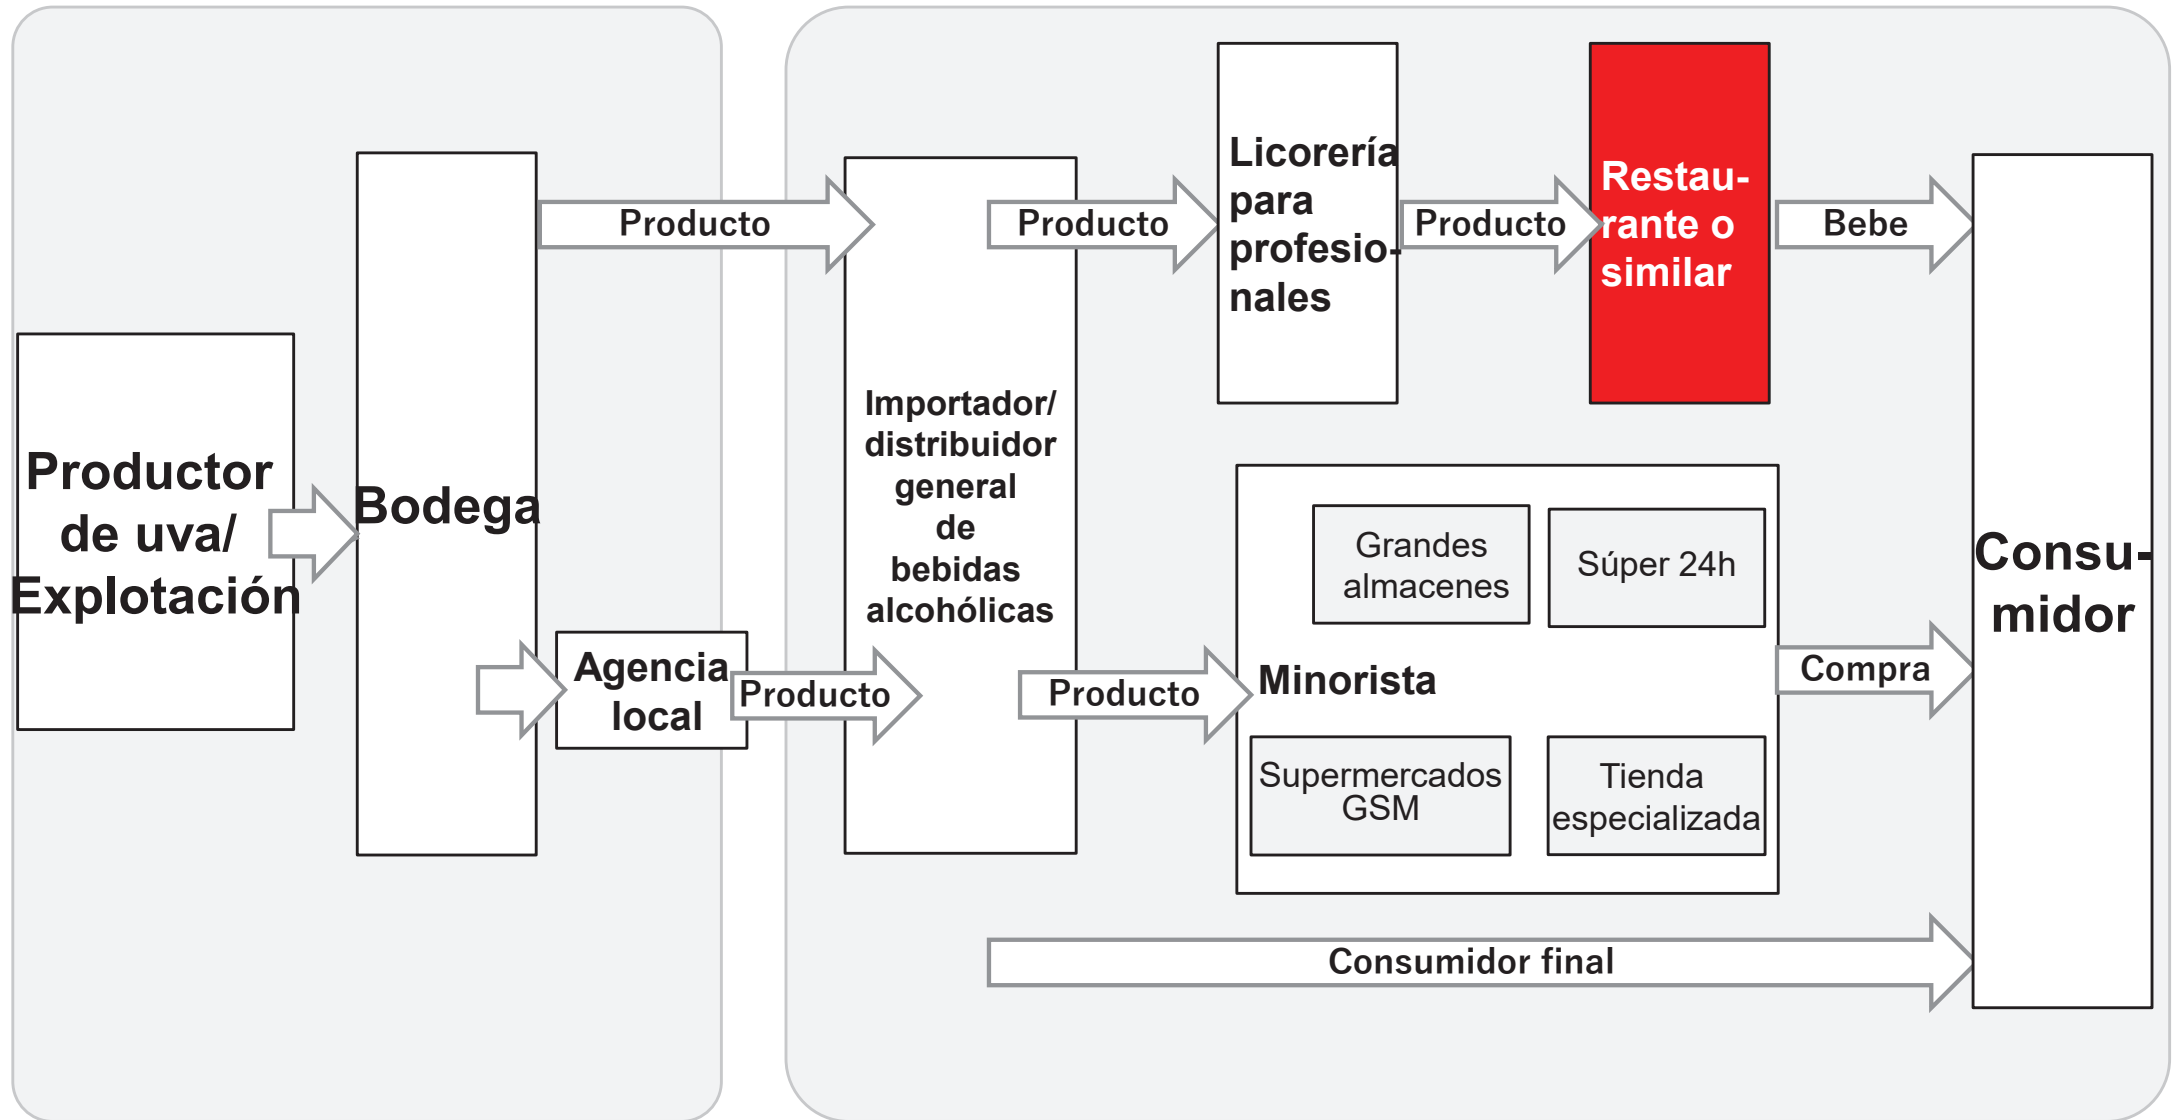 Productor
de uva/
Explotación
Bodega
Producto
Agencia
local
Producto
Importador/
distribuidor
general
de
bebidas
alcohólicas
Producto
Licorería
para
profesio-
nales
Producto
Restau-
rante o
similar
Bebe
Producto
Minorista
Grandes
almacenes
Súper 24h
Supermercados
GSM
Tienda
especializada
Compra
Consumidor final
Consu-
midor